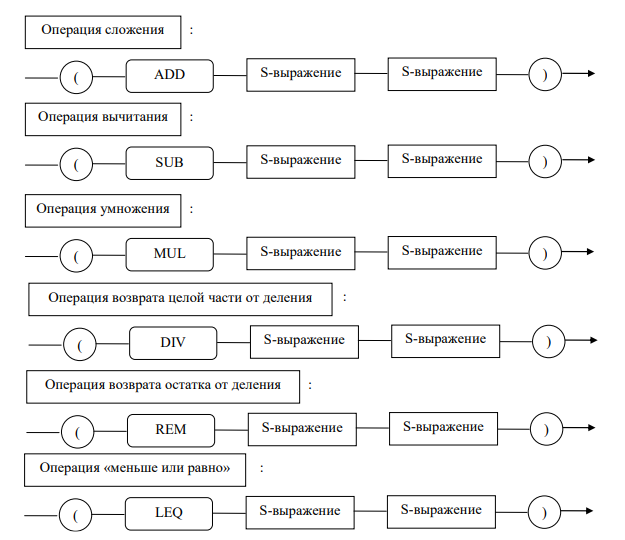 Операция сложения :
( ADD S-выражение S-выражение )
Операция вычитания :
( SUB S-выражение S-выражение )
Операция умножения :
( MUL S-выражение S-выражение )
Операция возврата целой части от деления :
( DIV S-выражение S-выражение )
Операция возврата остатка от деления :
( REM S-выражение S-выражение )
Операция «меньше или равно» :
( LEQ S-выражение S-выражение )